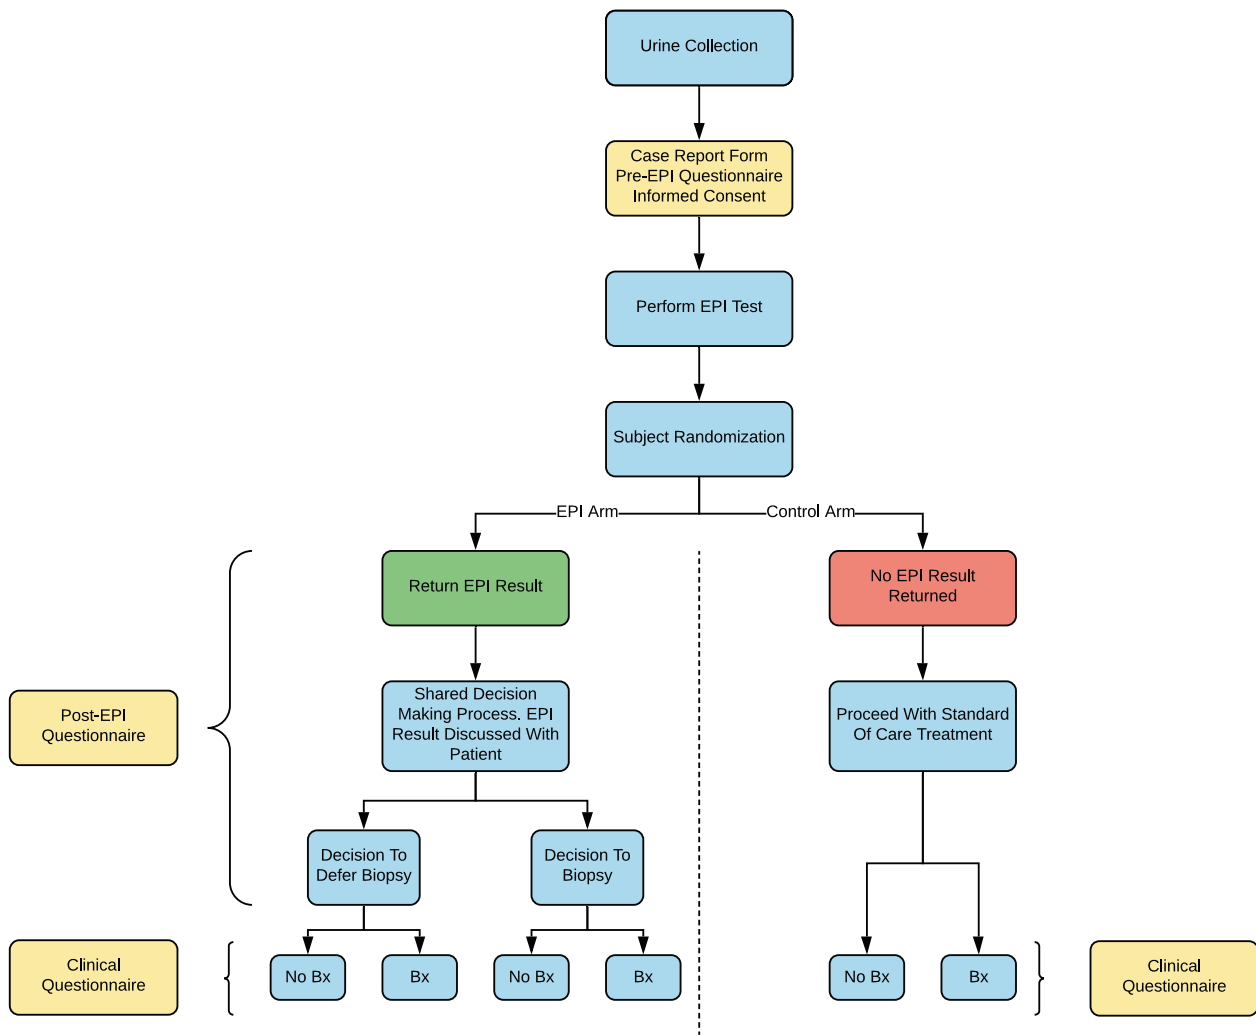 Urine Collection
Case Report Form
Pre-EPI Questionnaire
Informed Consent
Perform EPI Test
Subject Randomization
EPI Arm
Control Arm
Return EPI Result
No EPI Result
Returned
Post-EPI
Questionnaire
Shared Decision
Making Process. EPI
Result Discussed With
Patient
Proceed With Standard
Of Care Treatment
Decision To
Defer Biopsy
Decision To
Biopsy
Clinical
Questionnaire
No Bx
Bx
No Bx
Bx
No Bx
Bx
Clinical
Questionnaire